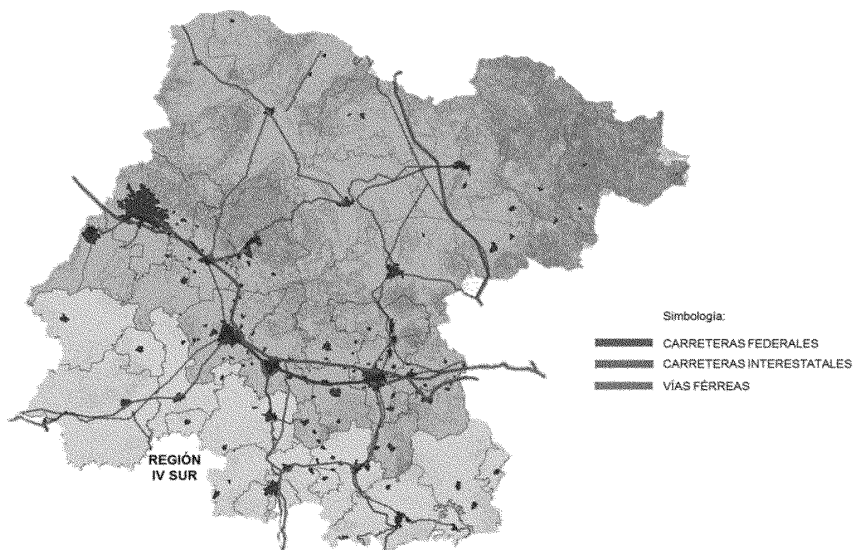 Simbología:
CARRETERAS FEDERALES
CARRETERAS INTERESTATALES
VÍAS FÉRREAS
REGIÓN
IV SUR